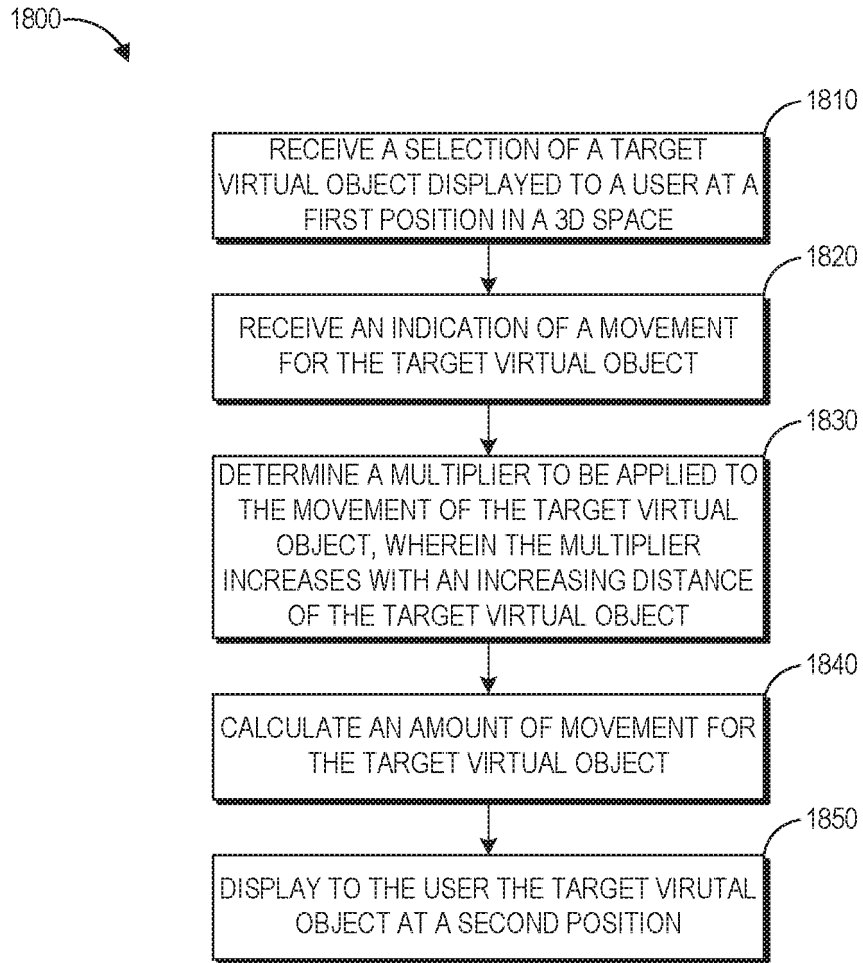 1800
1810
RECEIVE A SELECTION OF A TARGET
VIRTUAL OBJECT DISPLAYED TO A USER AT A
FIRST POSITION IN A 3D SPACE
1820
RECEIVE AN INDICATION OF A MOVEMENT
FOR THE TARGET VIRTUAL OBJECT
1830
DETERMINE A MULTIPLIER TO BE APPLIED TO
THE MOVEMENT OF THE TARGET VIRTUAL
OBJECT, WHEREIN THE MULTIPLIER
INCREASES WITH AN INCREASING DISTANCE
OF THE TARGET VIRTUAL OBJECT
1840
CALCULATE AN AMOUNT OF MOVEMENT FOR
THE TARGET VIRTUAL OBJECT
1850
DISPLAY TO THE USER THE TARGET VIRUTAL
OBJECT AT A SECOND POSITION